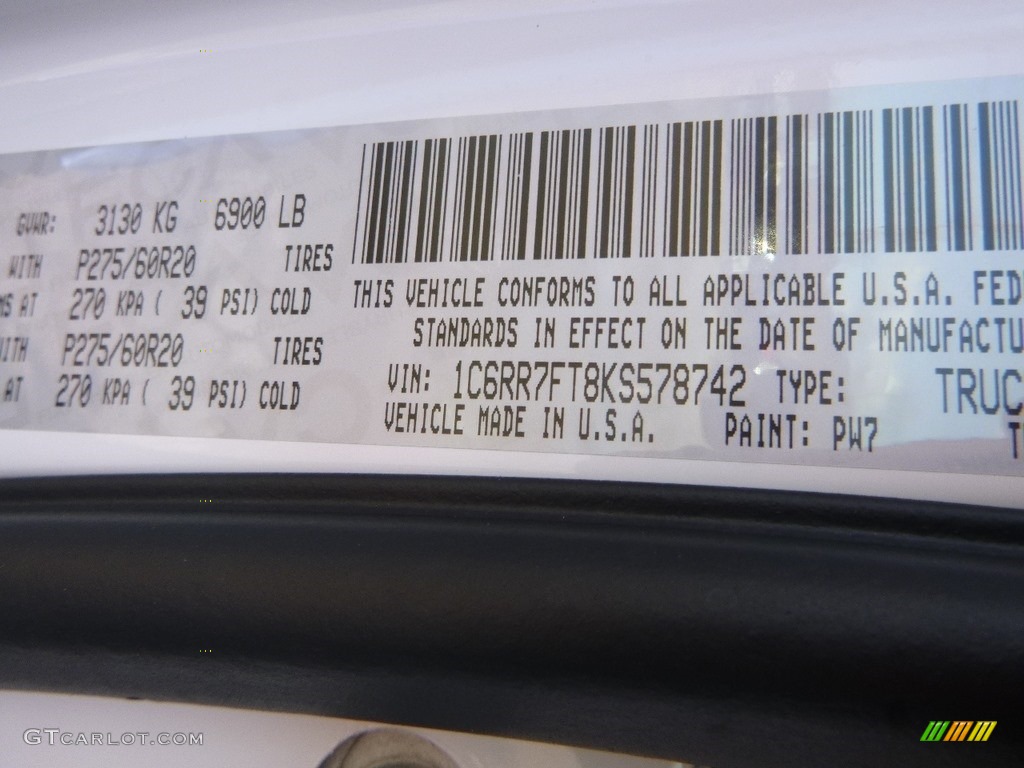 GVWR: 3130 KG 6900 LB
WITH P275/60R20 TIRES
AT 270 KPA ( 39 PSI) COLD
WITH P275/60R20 TIRES
AT 270 KPA ( 39 PSI) COLD
THIS VEHICLE CONFORMS TO ALL APPLICABLE U.S.A. FED
STANDARDS IN EFFECT ON THE DATE OF MANUFACTU
VIN: 1C6RR7FT8KS578742 TYPE: TRUC
VEHICLE MADE IN U.S.A. PAINT: PW7
GTCARLOT.COM